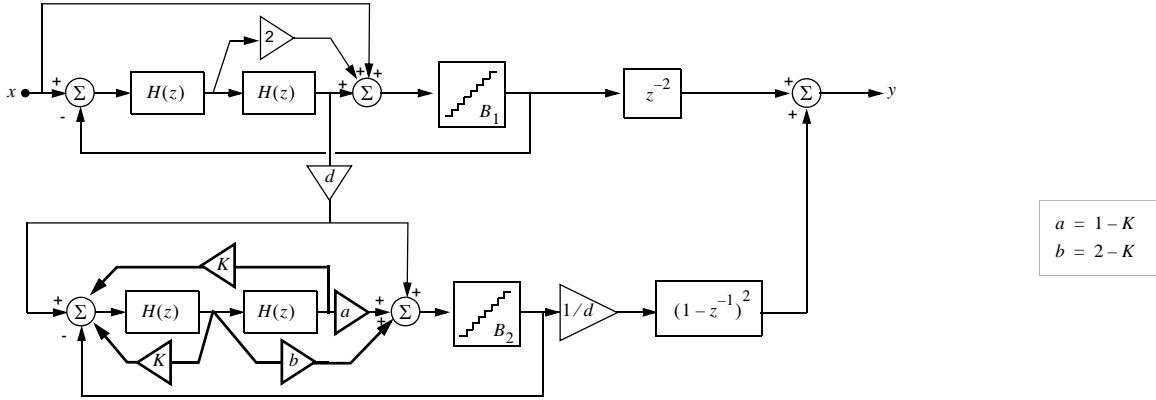 2
x
+
Σ
-
H(z)
H(z)
+
+
+
Σ
B₁
z⁻²
+
Σ
+
y
d
a = 1 – K
b = 2 – K
K
+
Σ
-
H(z)
H(z)
a
+
+
+
Σ
B₂
1/d
(1 – z⁻¹)²
K
b